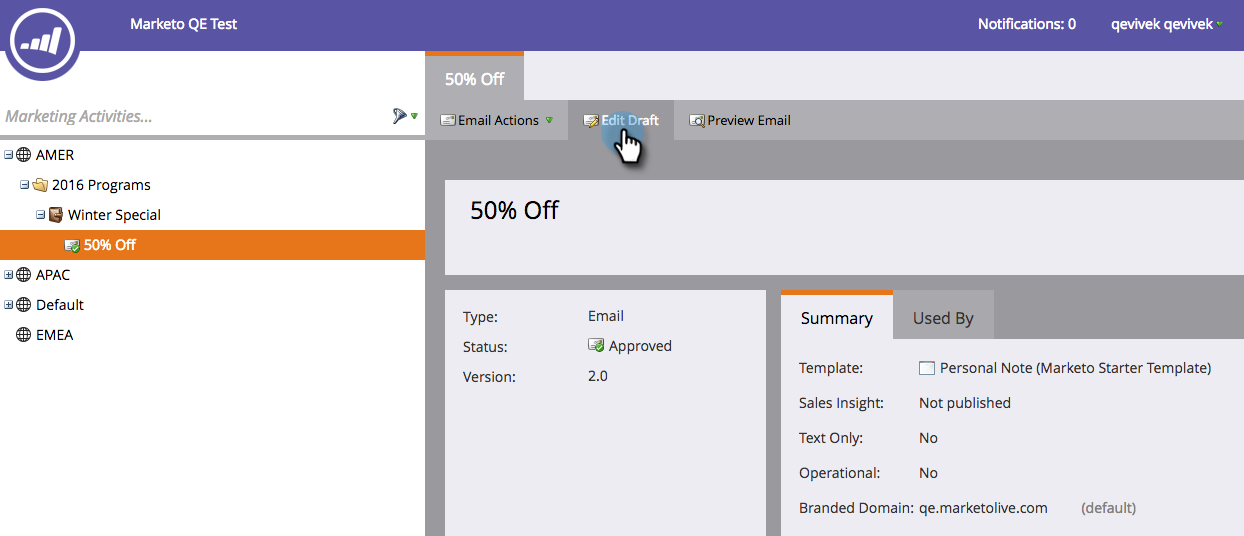 Marketo QE Test
Notifications: 0
qevivek qevivek
Marketing Activities...
AMER
2016 Programs
Winter Special
50% Off
APAC
Default
EMEA
50% Off
Email Actions
Edit Draft
Preview Email
50% Off
Type: Email
Status: Approved
Version: 2.0
Summary
Used By
Template: Personal Note (Marketo Starter Template)
Sales Insight: Not published
Text Only: No
Operational: No
Branded Domain: qe.marketolive.com (default)